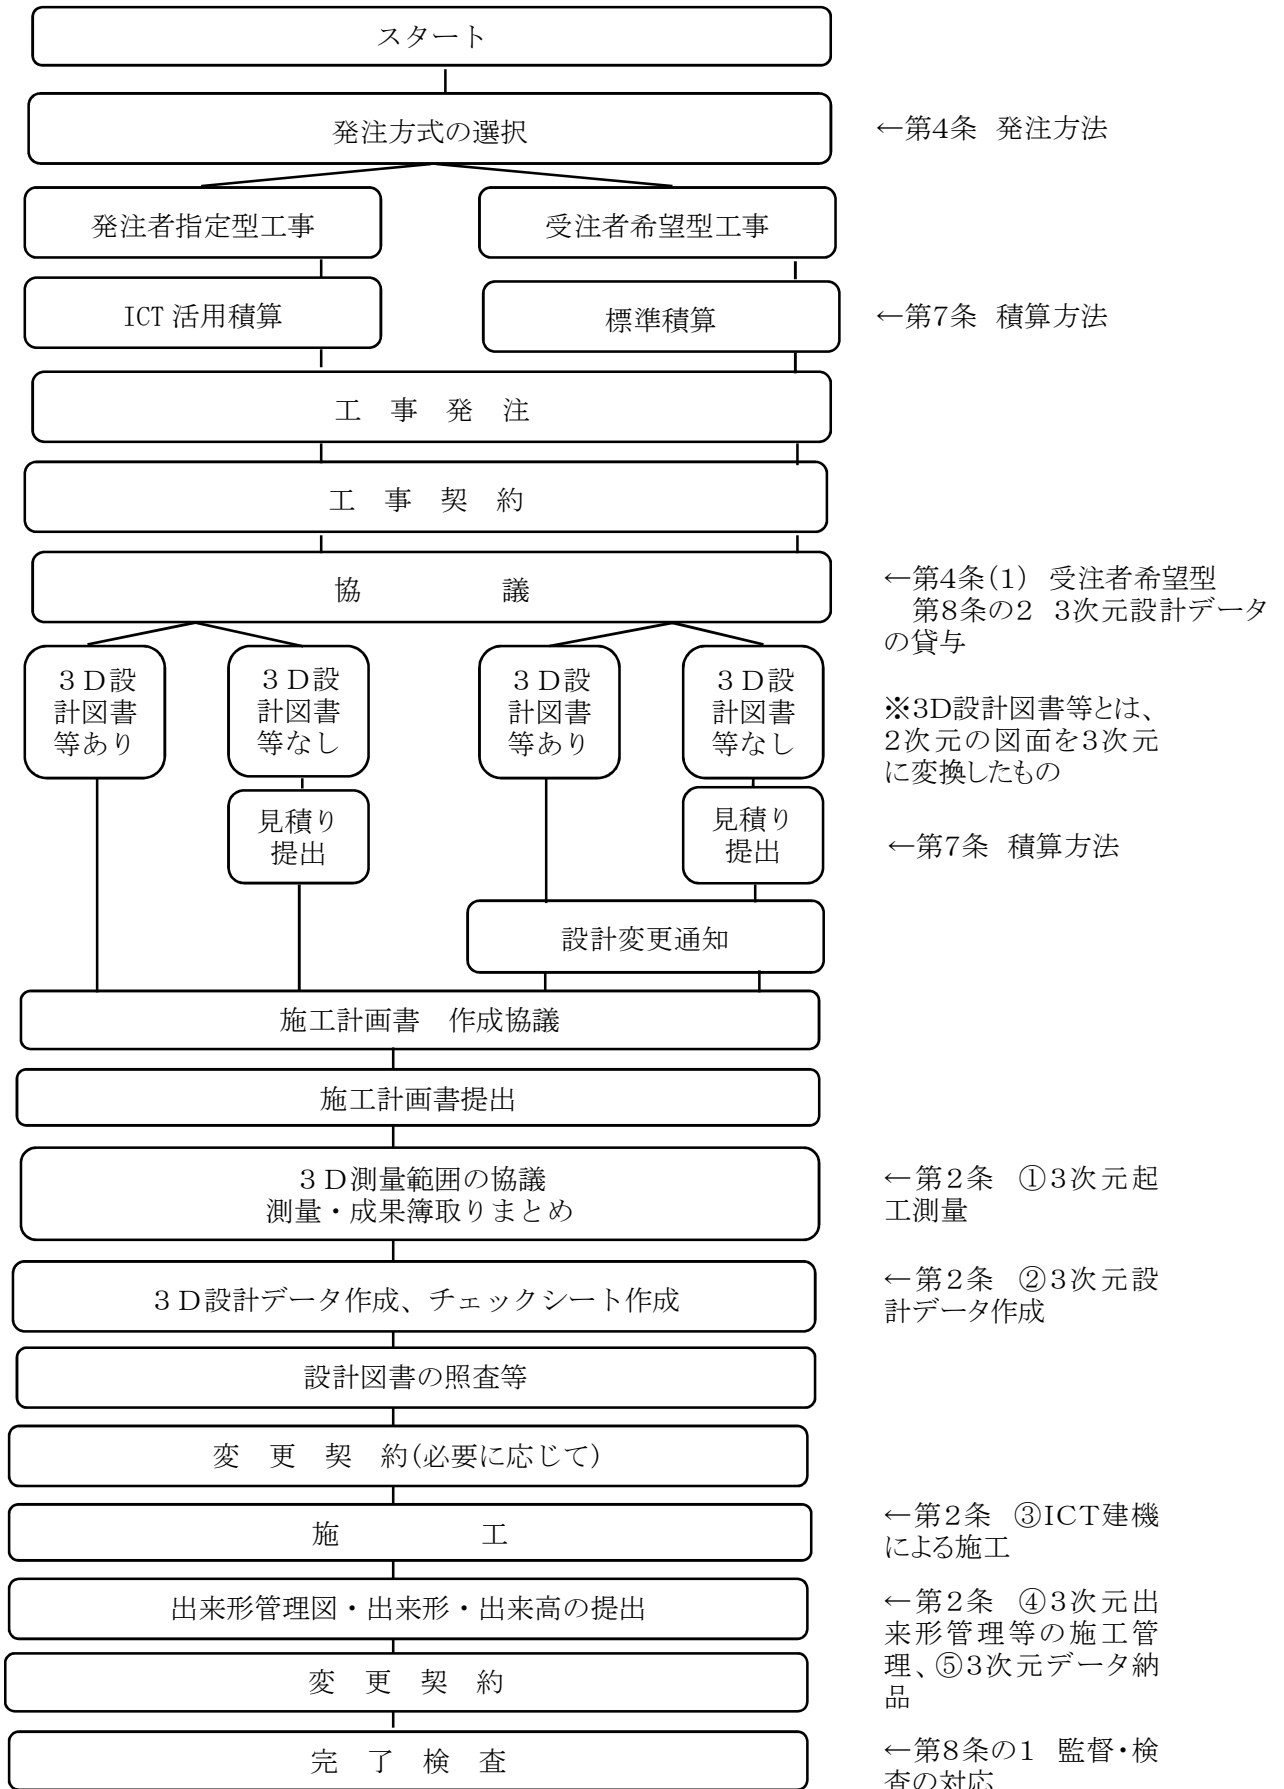 スタート
発注方式の選択
←第4条 発注方法
発注者指定型工事
受注者希望型工事
ICT 活用積算
標準積算
←第7条 積算方法
工 事 発 注
工 事 契 約
協 議
←第4条(1) 受注者希望型
第8条の2 3次元設計データ
の貸与
3D設
計図書
等あり
3D設
計図書
等なし
3D設
計図書
等あり
3D設
計図書
等なし
※3D設計図書等とは、
2次元の図面を3次元
に変換したもの
見積り
提出
見積り
提出
←第7条 積算方法
設計変更通知
施工計画書 作成協議
施工計画書提出
3D測量範囲の協議
測量・成果簿取りまとめ
←第2条 ①3次元起
工測量
3D設計データ作成、チェックシート作成
←第2条 ②3次元設
計データ作成
設計図書の照査等
変 更 契 約(必要に応じて)
施 工
←第2条 ③ICT建機
による施工
出来形管理図・出来形・出来高の提出
←第2条 ④3次元出
来形管理等の施工管
理、⑤3次元データ納
品
変 更 契 約
完 了 検 査
←第8条の1 監督・検
査の対応